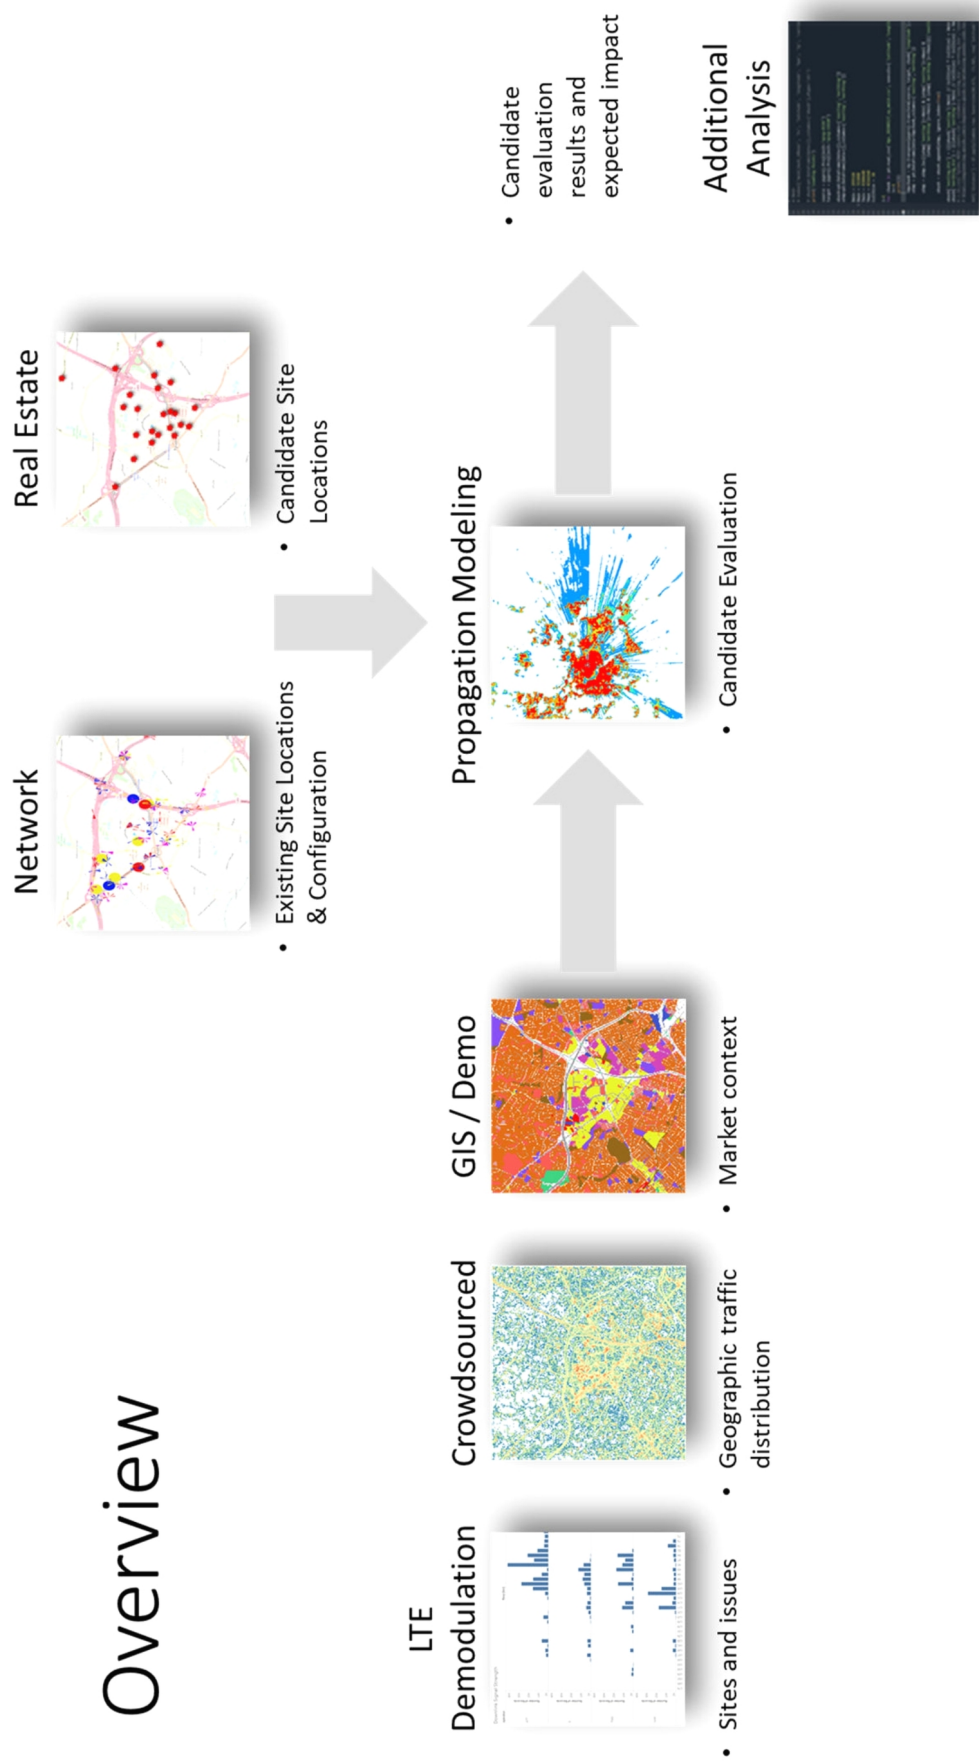 Overview
Network
Real Estate
• Existing Site Locations
& Configuration
• Candidate Site
Locations
LTE
Demodulation
Crowdsourced
GIS / Demo
Propagation Modeling
• Candidate
evaluation
results and
expected impact
• Sites and issues
• Geographic traffic
distribution
• Market context
• Candidate Evaluation
Additional
Analysis